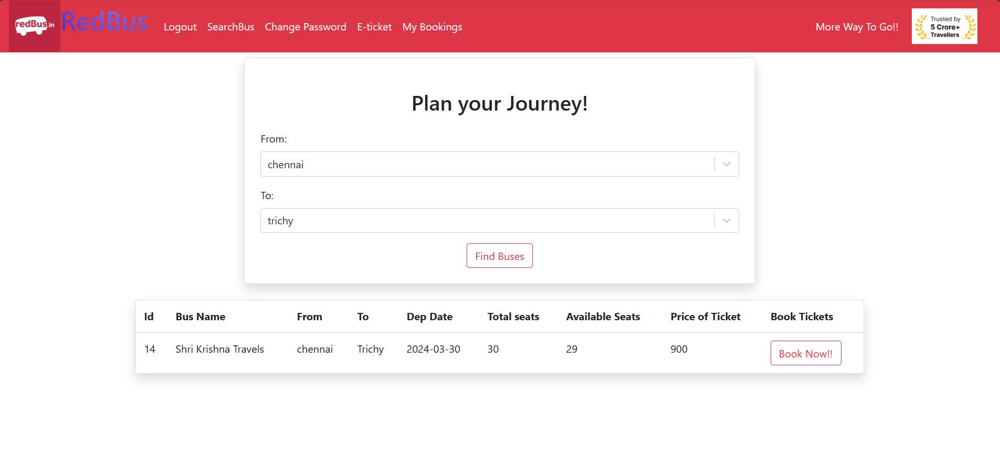 redBus.in
RedBus
Logout SearchBus Change Password E-ticket My Bookings
More Way To Go!!
Trusted by
5 Crore+
Travellers
Plan your Journey!
From:
chennai
To:
trichy
Find Buses
Id Bus Name From To Dep Date Total seats Available Seats Price of Ticket Book Tickets
14 Shri Krishna Travels chennai Trichy 2024-03-30 30 29 900 Book Now!!